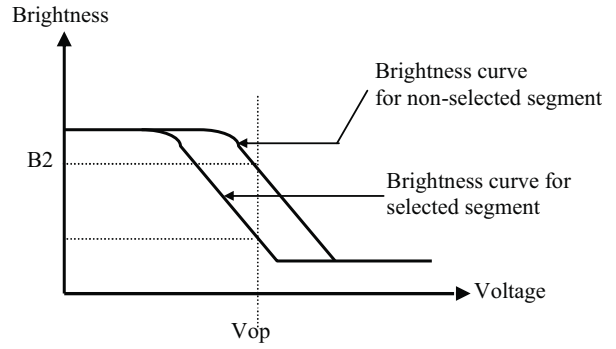 Brightness
Brightness curve
for non-selected segment
B2
Brightness curve for
selected segment
Voltage
Vop